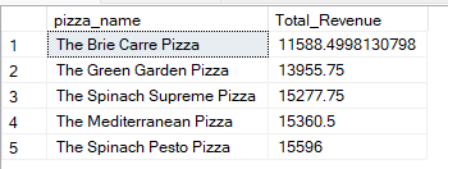 pizza_name Total_Revenue
1 The Brie Carre Pizza 11588.4998130798
2 The Green Garden Pizza 13955.75
3 The Spinach Supreme Pizza 15277.75
4 The Mediterranean Pizza 15360.5
5 The Spinach Pesto Pizza 15596